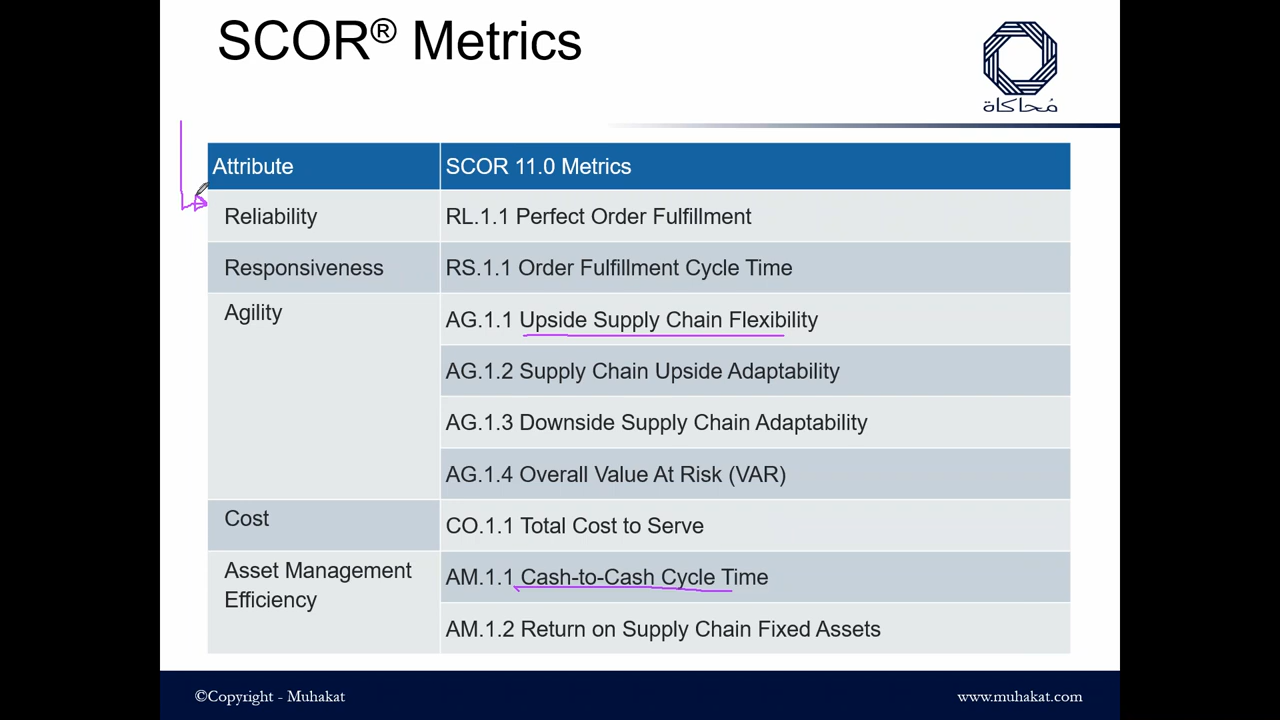 SCOR® Metrics
مُحاكاة
Attribute
SCOR 11.0 Metrics
Reliability
RL.1.1 Perfect Order Fulfillment
Responsiveness
RS.1.1 Order Fulfillment Cycle Time
Agility
AG.1.1 Upside Supply Chain Flexibility
AG.1.2 Supply Chain Upside Adaptability
AG.1.3 Downside Supply Chain Adaptability
AG.1.4 Overall Value At Risk (VAR)
Cost
CO.1.1 Total Cost to Serve
Asset Management
Efficiency
AM.1.1 Cash-to-Cash Cycle Time
AM.1.2 Return on Supply Chain Fixed Assets
©Copyright - Muhakat
www.muhakat.com